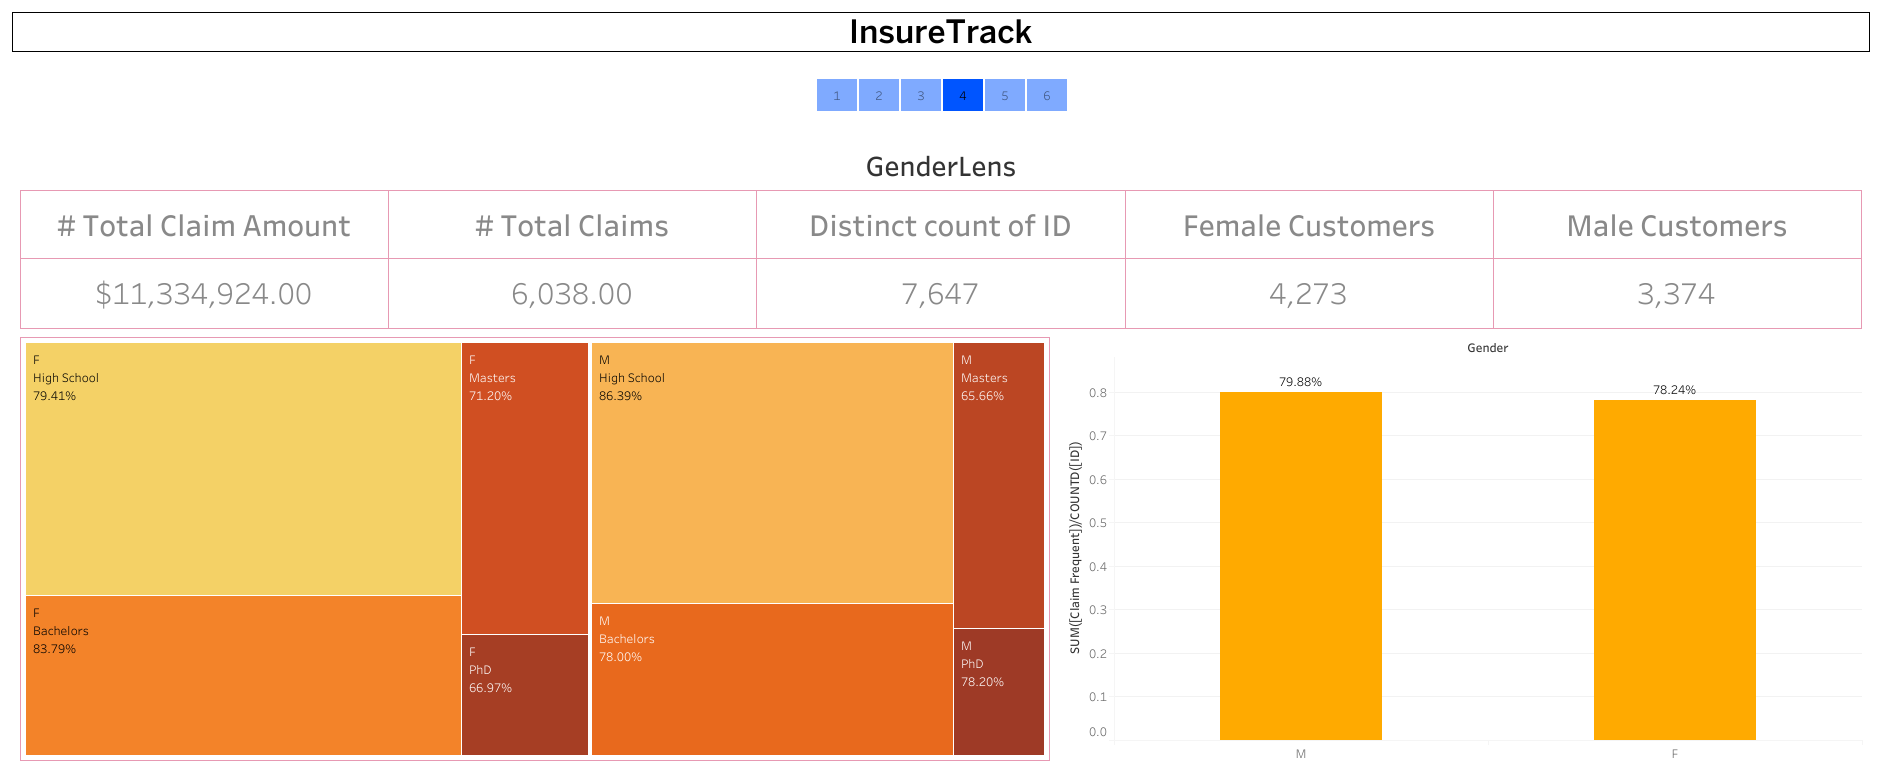 InsureTrack
1 2 3 4 5 6
GenderLens
# Total Claim Amount # Total Claims Distinct count of ID Female Customers Male Customers
$11,334,924.00 6,038.00 7,647 4,273 3,374
F
High School
79.41%
F
Masters
71.20%
M
High School
86.39%
M
Masters
65.66%
F
Bachelors
83.79%
F
PhD
66.97%
M
Bachelors
78.00%
M
PhD
78.20%
Gender
SUM([Claim Frequent])/COUNTD([ID])
0.8
0.7
0.6
0.5
0.4
0.3
0.2
0.1
0.0
79.88%
78.24%
M F